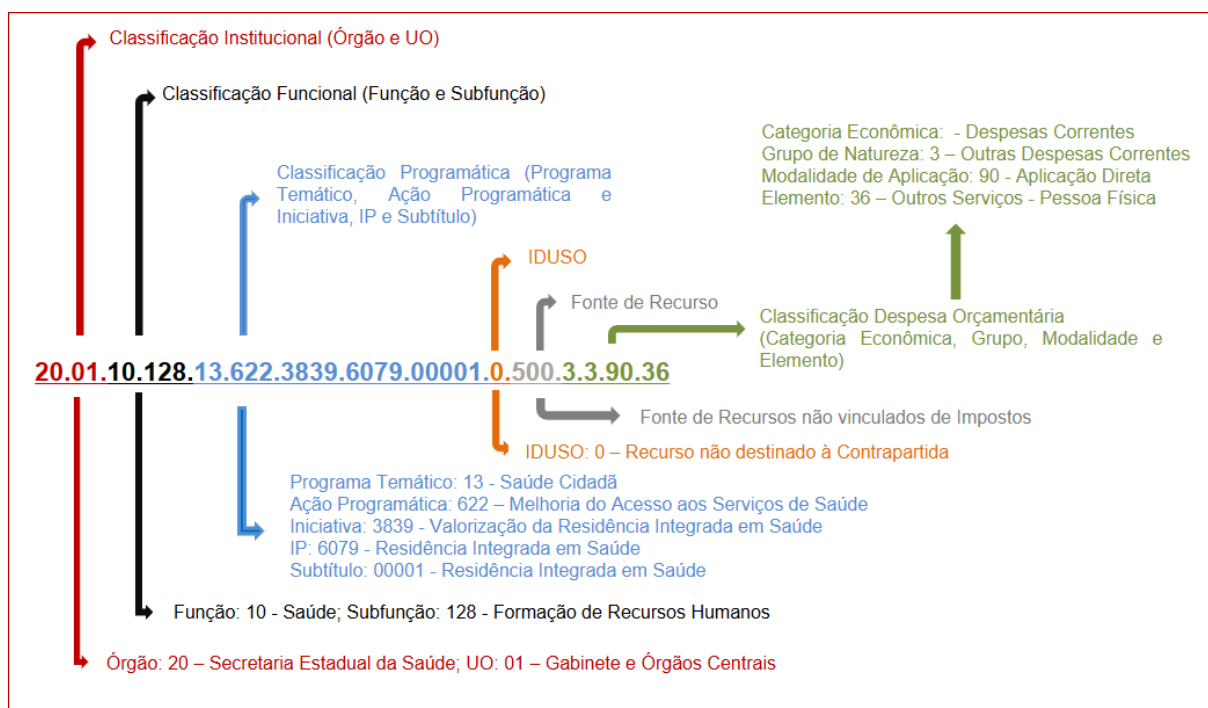 Classificação Institucional (Órgão e UO)
Classificação Funcional (Função e Subfunção)
Categoria Econômica:  - Despesas Correntes
Grupo de Natureza: 3 – Outras Despesas Correntes
Modalidade de Aplicação: 90 - Aplicação Direta
Elemento: 36 – Outros Serviços - Pessoa Física
Classificação Programática (Programa
Temático, Ação Programática e
Iniciativa, IP e Subtítulo)
IDUSO
Fonte de Recurso
Classificação Despesa Orçamentária
(Categoria Econômica, Grupo, Modalidade e
Elemento)
20.01.10.128.13.622.3839.6079.00001.0.500.3.3.90.36
Fonte de Recursos não vinculados de Impostos
IDUSO: 0 – Recurso não destinado à Contrapartida
Programa Temático: 13 - Saúde Cidadã
Ação Programática: 622 – Melhoria do Acesso aos Serviços de Saúde
Iniciativa: 3839 - Valorização da Residência Integrada em Saúde
IP: 6079 - Residência Integrada em Saúde
Subtítulo: 00001 - Residência Integrada em Saúde
Função: 10 - Saúde; Subfunção: 128 - Formação de Recursos Humanos
Órgão: 20 – Secretaria Estadual da Saúde; UO: 01 – Gabinete e Órgãos Centrais